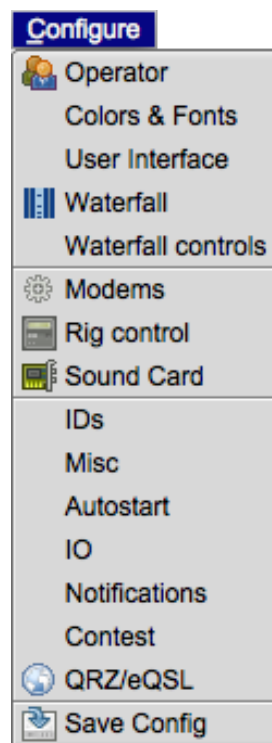 Configure
Operator
Colors & Fonts
User Interface
Waterfall
Waterfall controls
Modems
Rig control
Sound Card
IDs
Misc
Autostart
IO
Notifications
Contest
QRZ/eQSL
Save Config